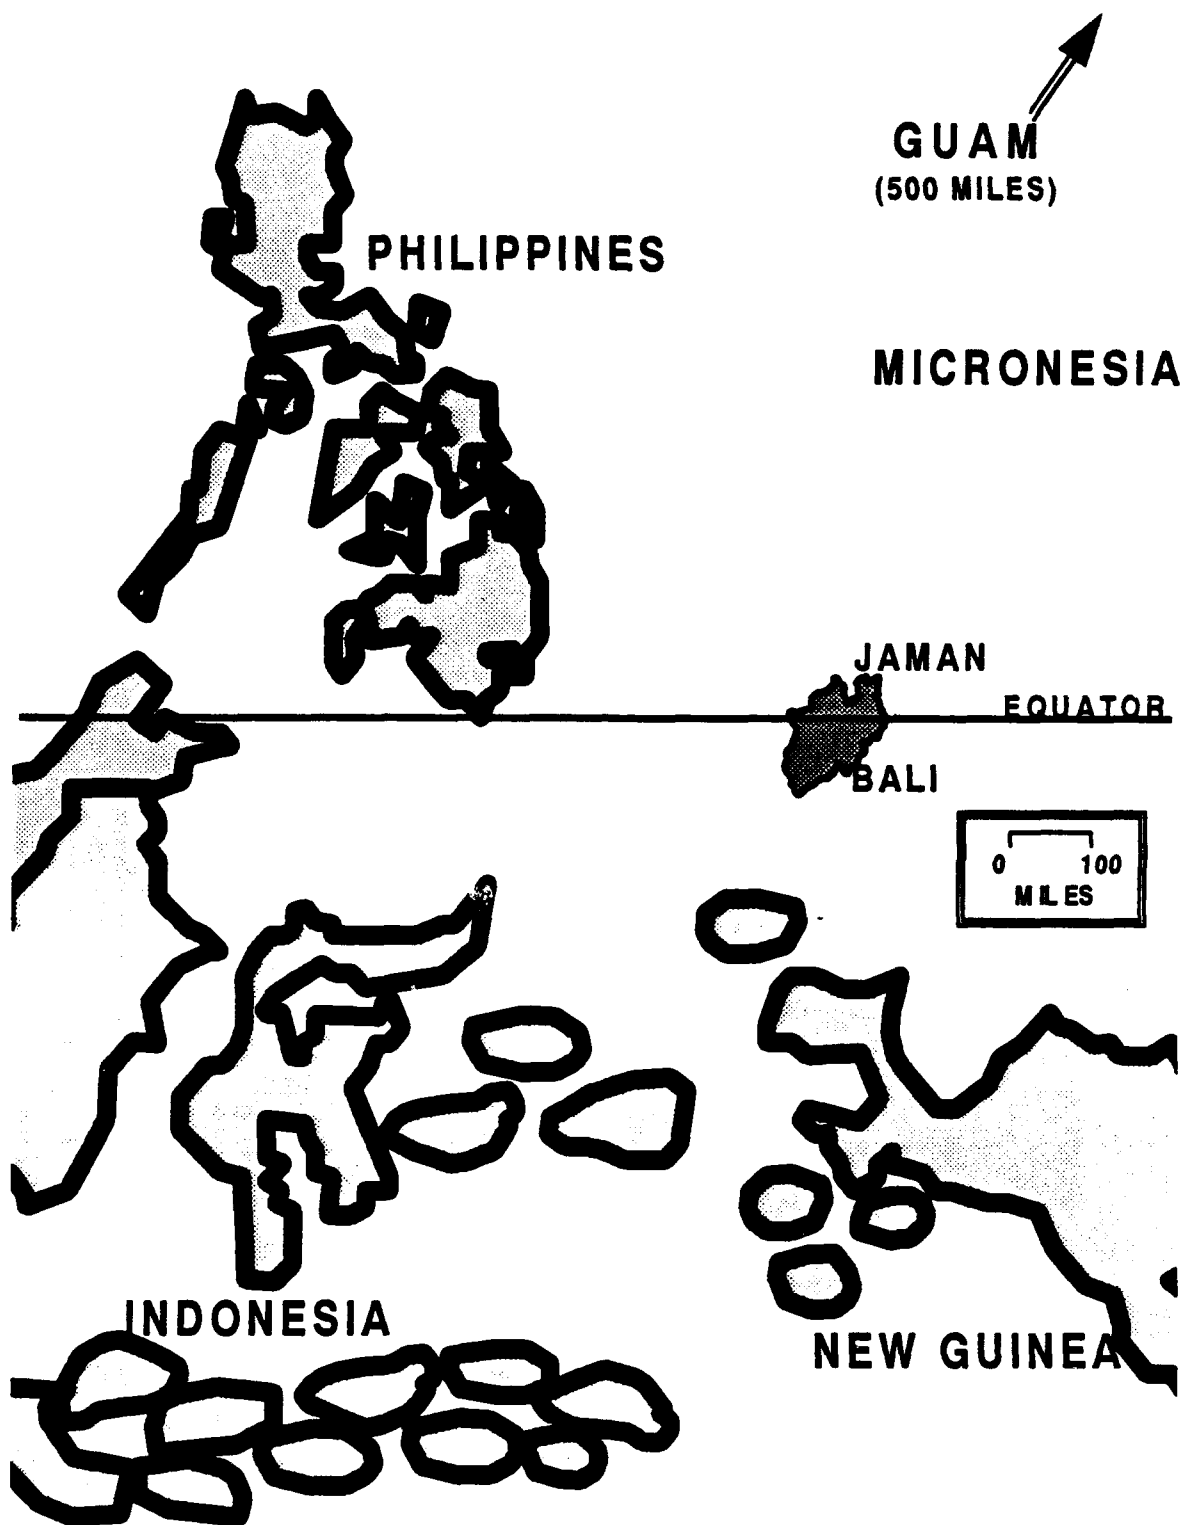 GUAM
(500 MILES)
PHILIPPINES
MICRONESIA
JAMAN
EQUATOR
BALI
0 100
MILES
INDONESIA
NEW GUINEA